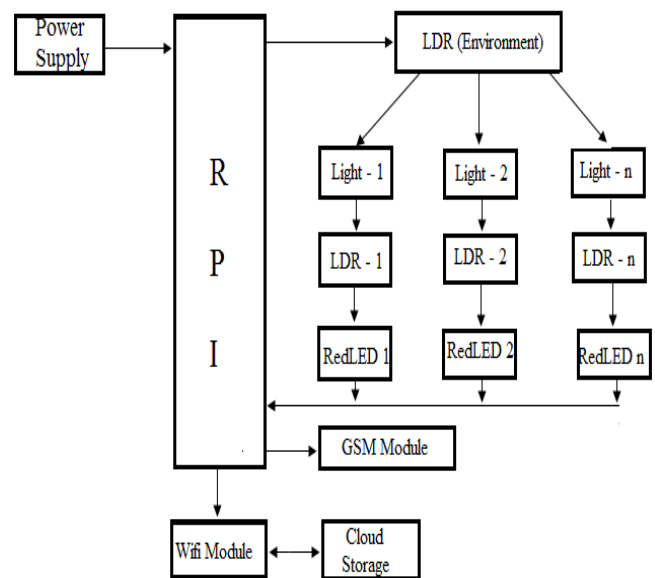 Power
Supply
LDR (Environment)
R
P
I
Light - 1
Light - 2
Light - n
LDR - 1
LDR - 2
LDR - n
RedLED 1
RedLED 2
RedLED n
GSM Module
Wifi Module
Cloud
Storage